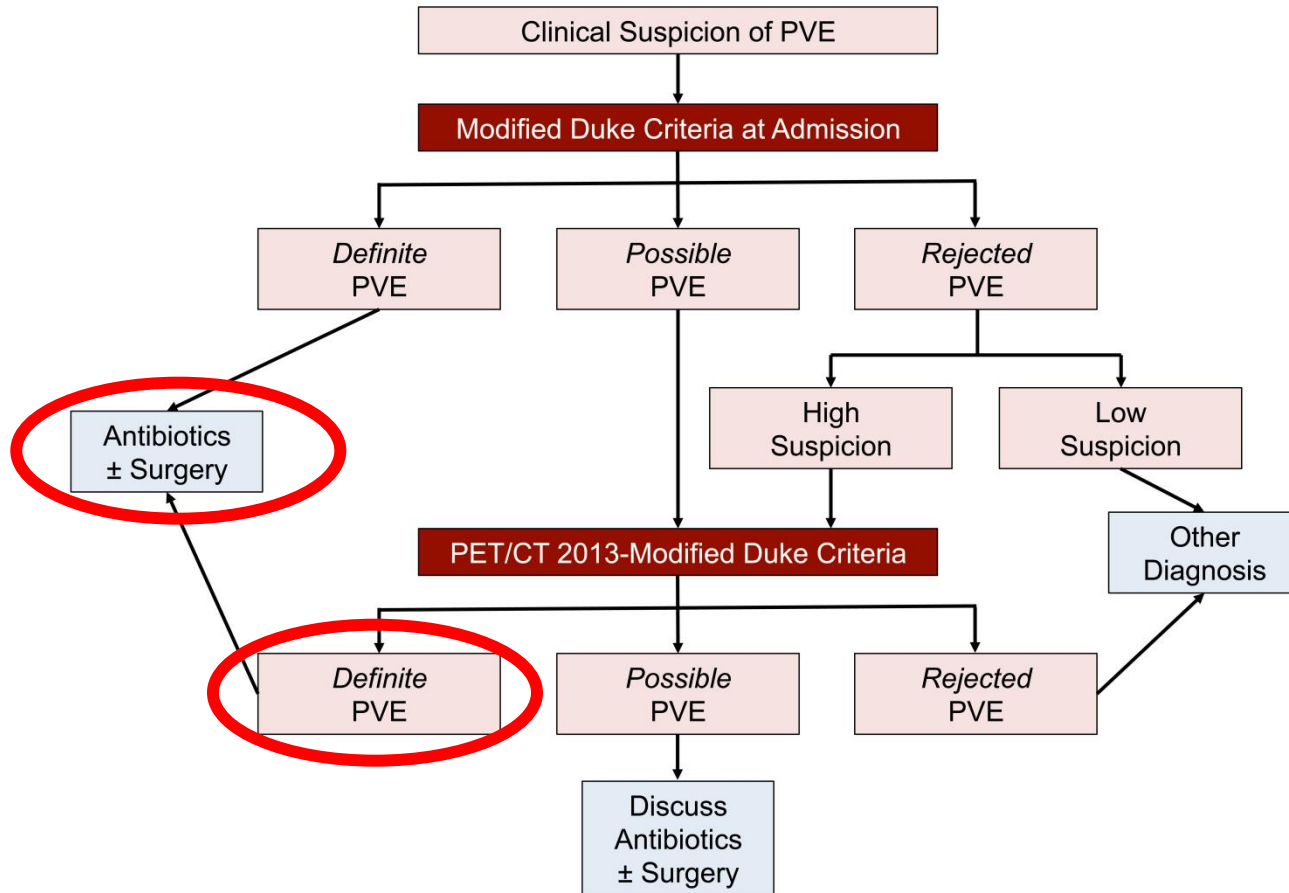 Clinical Suspicion of PVE
Modified Duke Criteria at Admission
Definite
PVE
Possible
PVE
Rejected
PVE
High
Suspicion
Low
Suspicion
Antibiotics
± Surgery
PET/CT 2013-Modified Duke Criteria
Other
Diagnosis
Definite
PVE
Possible
PVE
Rejected
PVE
Discuss
Antibiotics
± Surgery